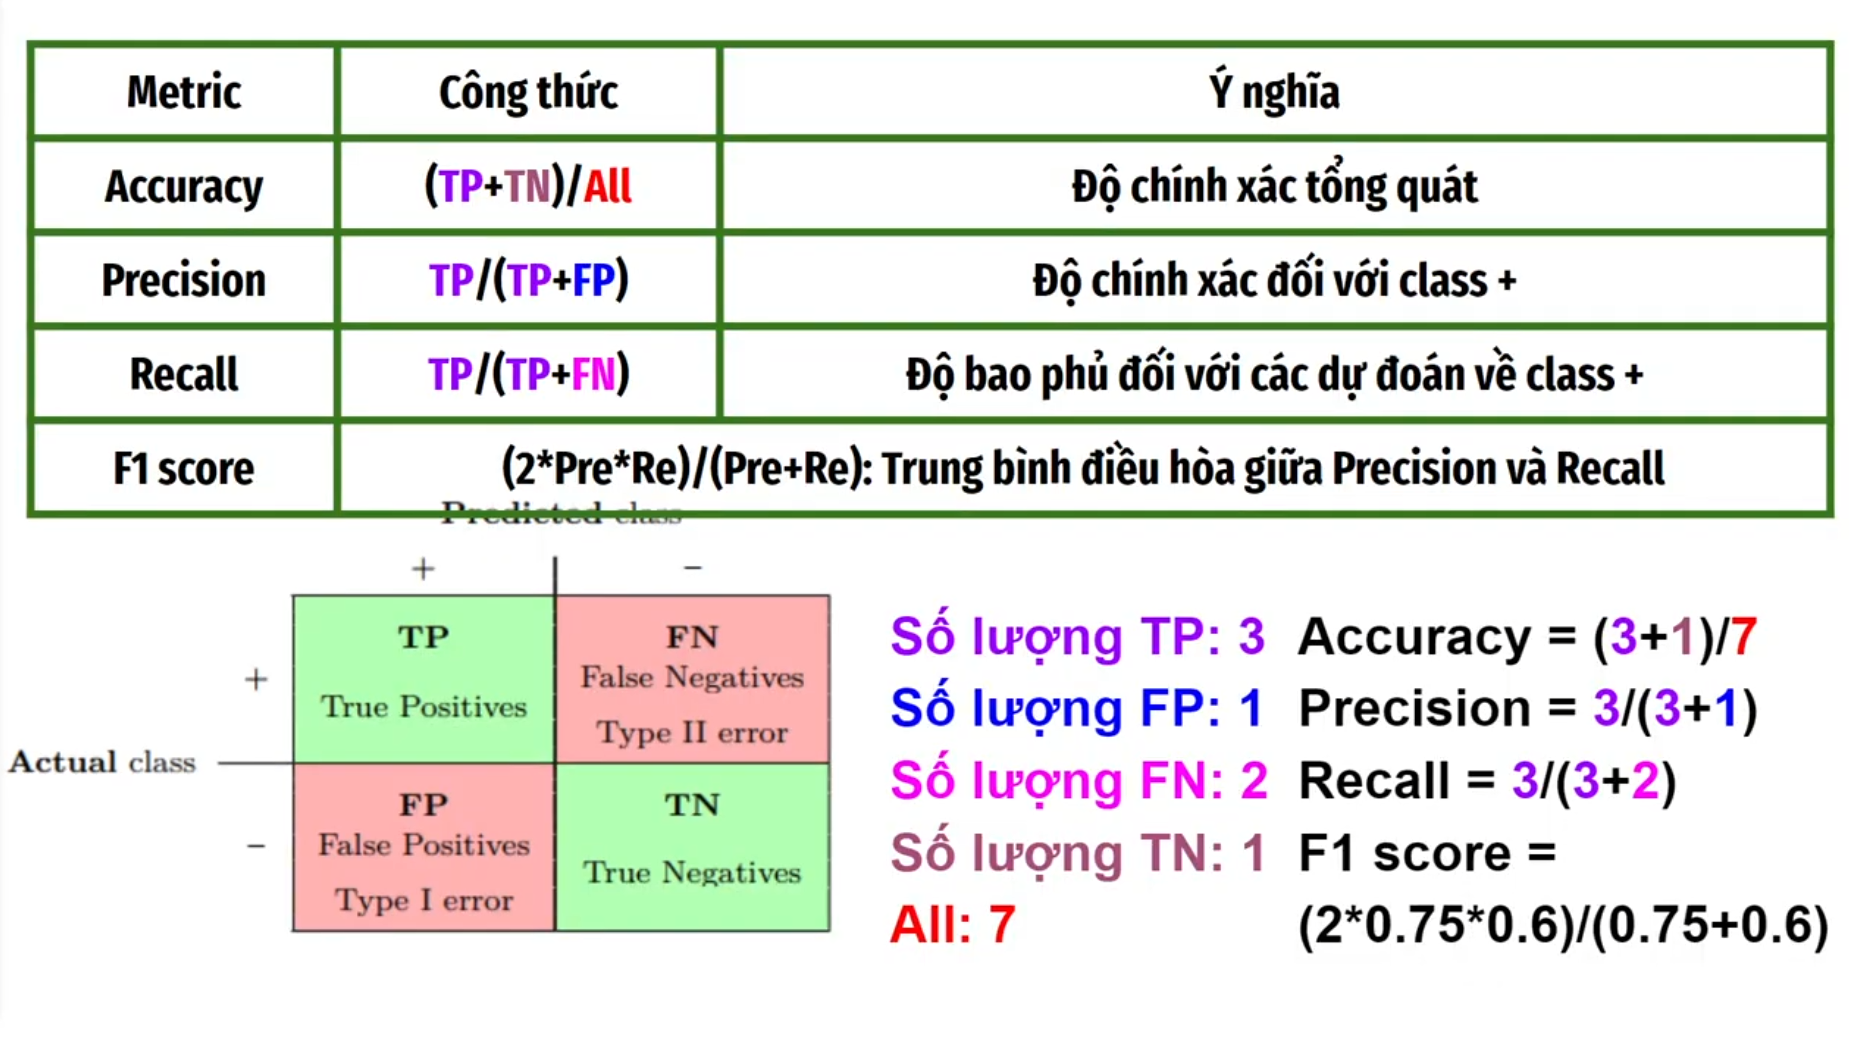 Metric Công thức Ý nghĩa
Accuracy (TP+TN)/All Độ chính xác tổng quát
Precision TP/(TP+FP) Độ chính xác đối với class +
Recall TP/(TP+FN) Độ bao phủ đối với các dự đoán về class +
F1 score (2*Pre*Re)/(Pre+Re): Trung bình điều hòa giữa Precision và Recall
Predicted class
+ −
+
TP
True Positives
FN
False Negatives
Type II error
Actual class
−
FP
False Positives
Type I error
TN
True Negatives
Số lượng TP: 3
Số lượng FP: 1
Số lượng FN: 2
Số lượng TN: 1
All: 7
Accuracy = (3+1)/7
Precision = 3/(3+1)
Recall = 3/(3+2)
F1 score =
(2*0.75*0.6)/(0.75+0.6)